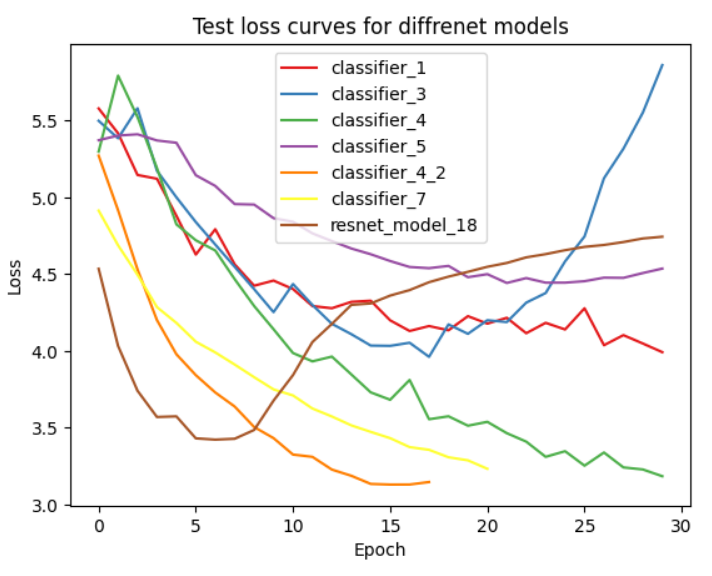 Test loss curves for diffrenet models
classifier_1
classifier_3
classifier_4
classifier_5
classifier_4_2
classifier_7
resnet_model_18
Loss
5.5
5.0
4.5
4.0
3.5
3.0
0 5 10 15 20 25 30
Epoch